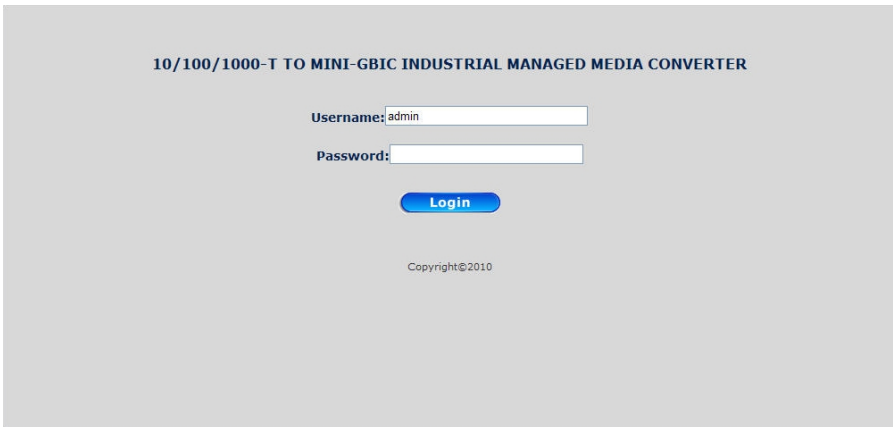 10/100/1000-T TO MINI-GBIC INDUSTRIAL MANAGED MEDIA CONVERTER
Username: admin
Password:
Login
Copyright©2010